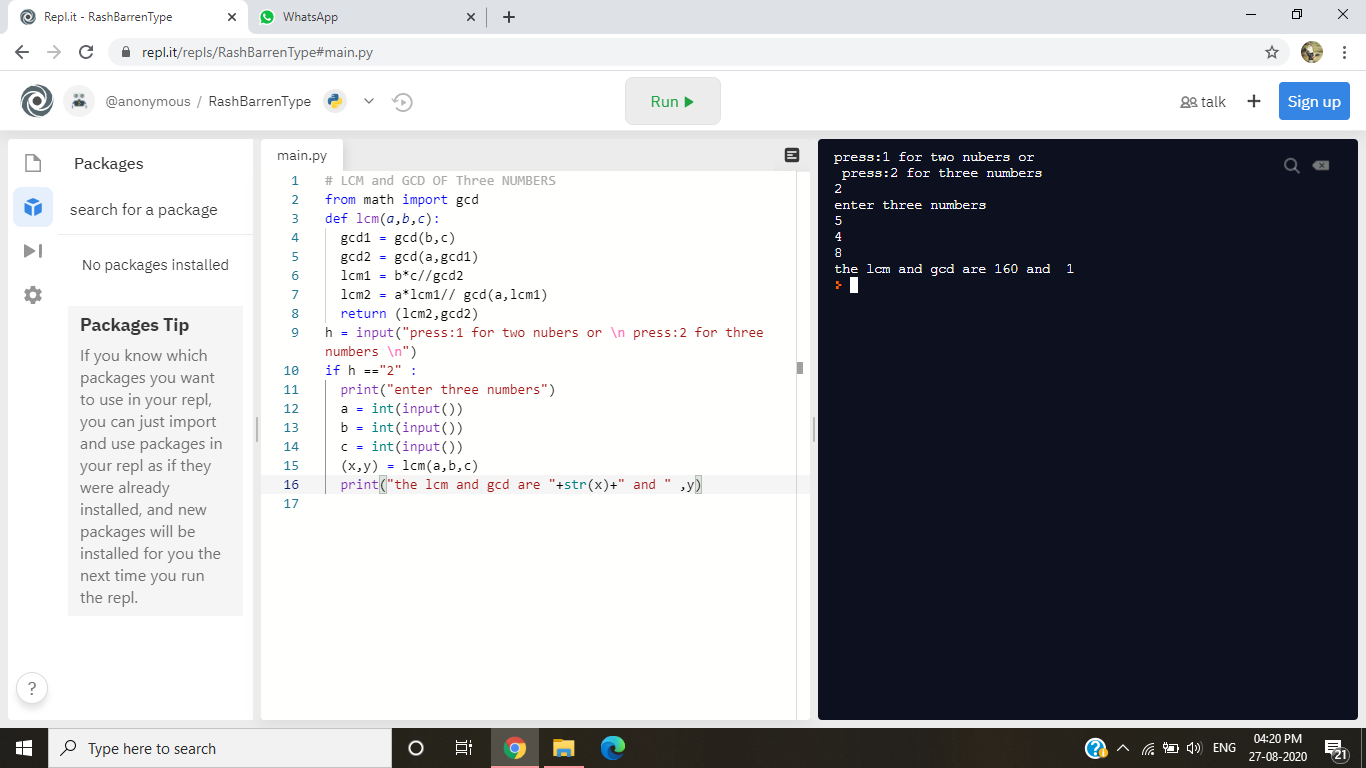 Repl.it - RashBarrenType
WhatsApp
repl.it/repls/RashBarrenType#main.py
@anonymous / RashBarrenType
Run
talk
Sign up
Packages
search for a package
No packages installed
Packages Tip
If you know which
packages you want
to use in your repl,
you can just import
and use packages in
your repl as if they
were already
installed, and new
packages will be
installed for you the
next time you run
the repl.
?
main.py
1 # LCM and GCD OF Three NUMBERS
2 from math import gcd
3 def lcm(a,b,c):
4 gcd1 = gcd(b,c)
5 gcd2 = gcd(a,gcd1)
6 lcm1 = b*c//gcd2
7 lcm2 = a*lcm1// gcd(a,lcm1)
8 return (lcm2,gcd2)
9 h = input("press:1 for two nubers or \n press:2 for three
numbers \n")
10 if h =="2" :
11 print("enter three numbers")
12 a = int(input())
13 b = int(input())
14 c = int(input())
15 (x,y) = lcm(a,b,c)
16 print("the lcm and gcd are "+str(x)+" and " ,y)
17
press:1 for two nubers or
press:2 for three numbers
2
enter three numbers
5
4
8
the lcm and gcd are 160 and  1
Type here to search
ENG
04:20 PM
27-08-2020
21